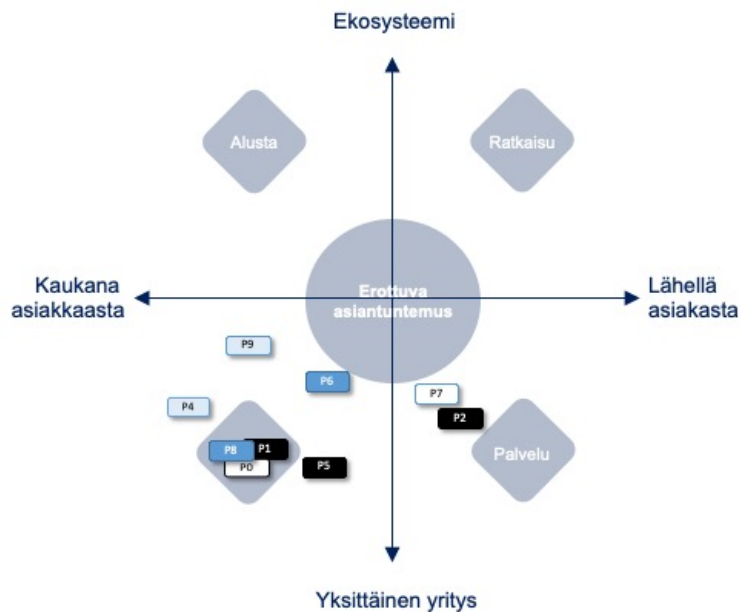 Ekosysteemi
Alusta
Ratkaisu
Kaukana
asiakkaasta
Erottuva
asiantuntemus
Lähellä
asiakasta
P9
P6
P4
P7
P2
P8
P1
P0
P5
Palvelu
Yksittäinen yritys